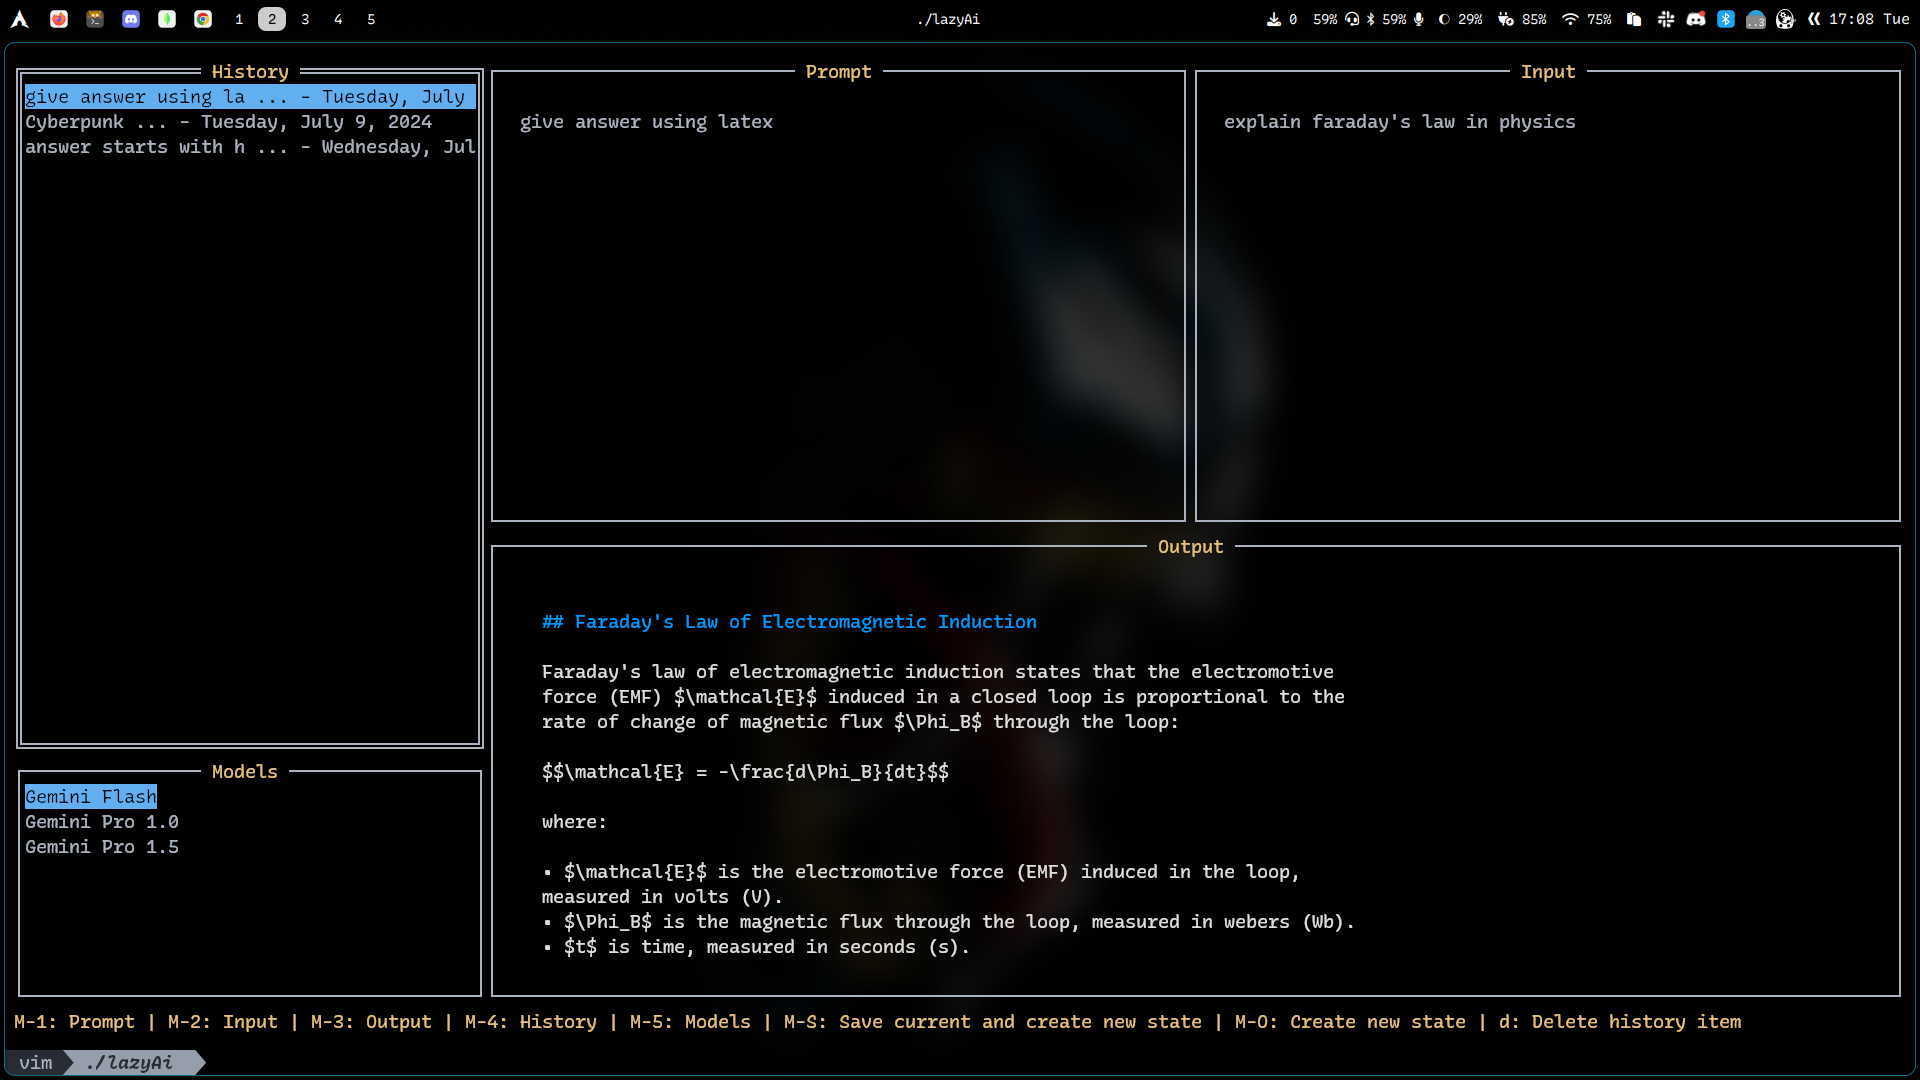 1 2 3 4 5
./lazyAi
0 59% 59% 29% 85% 75% 17:08 Tue
History
give answer using la ... - Tuesday, July
Cyberpunk ... - Tuesday, July 9, 2024
answer starts with h ... - Wednesday, Jul
Models
Gemini Flash
Gemini Pro 1.0
Gemini Pro 1.5
Prompt
give answer using latex
Input
explain faraday's law in physics
Output
## Faraday's Law of Electromagnetic Induction
Faraday's law of electromagnetic induction states that the electromotive
force (EMF) $\mathcal{E}$ induced in a closed loop is proportional to the
rate of change of magnetic flux $\Phi_B$ through the loop:
$$\mathcal{E} = -\frac{d\Phi_B}{dt}$$
where:
• $\mathcal{E}$ is the electromotive force (EMF) induced in the loop,
measured in volts (V).
• $\Phi_B$ is the magnetic flux through the loop, measured in webers (Wb).
• $t$ is time, measured in seconds (s).
M-1: Prompt | M-2: Input | M-3: Output | M-4: History | M-5: Models | M-S: Save current and create new state | M-O: Create new state | d: Delete history item
vim ./lazyAi